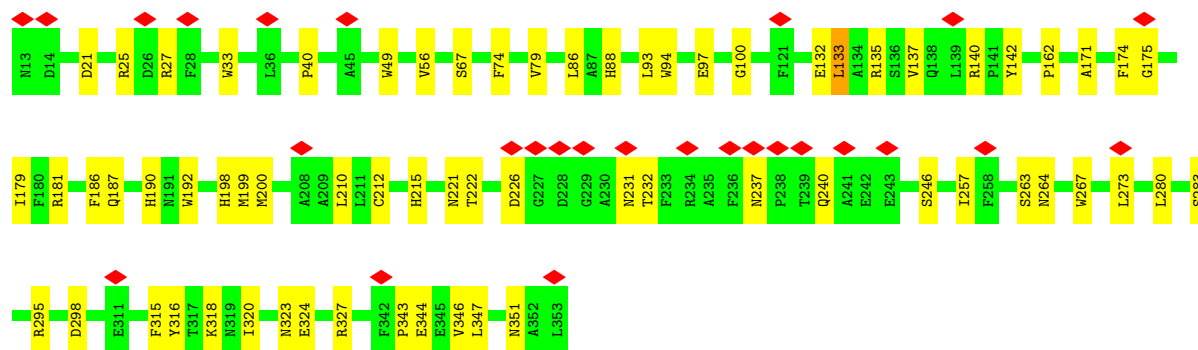 N13 D14 D21 R25 D26 R27 F28 W33 L36 P40 A45 W49 V56 S67 F74 V79 L86 A87 H88 L93 W94 E97 G100 F121 E132 L133 A134 R135 S136 V137 Q138 L139 R140 P141 Y142 P162 A171 F174 G175
I179 F180 R181 F186 Q187 H190 N191 W192 H198 M199 M200 A208 A209 L210 L211 C212 H215 N221 T222 D226 G227 D228 G229 A230 N231 T232 F233 R234 A235 F236 N237 P238 T239 Q240 A241 E242 E243 S246 I257 F258 S263 N264 W267 L273 L280 S283
R295 D298 E311 F315 Y316 T317 K318 N319 I320 N323 E324 R327 F342 P343 E344 E345 V346 L347 N351 A352 L353